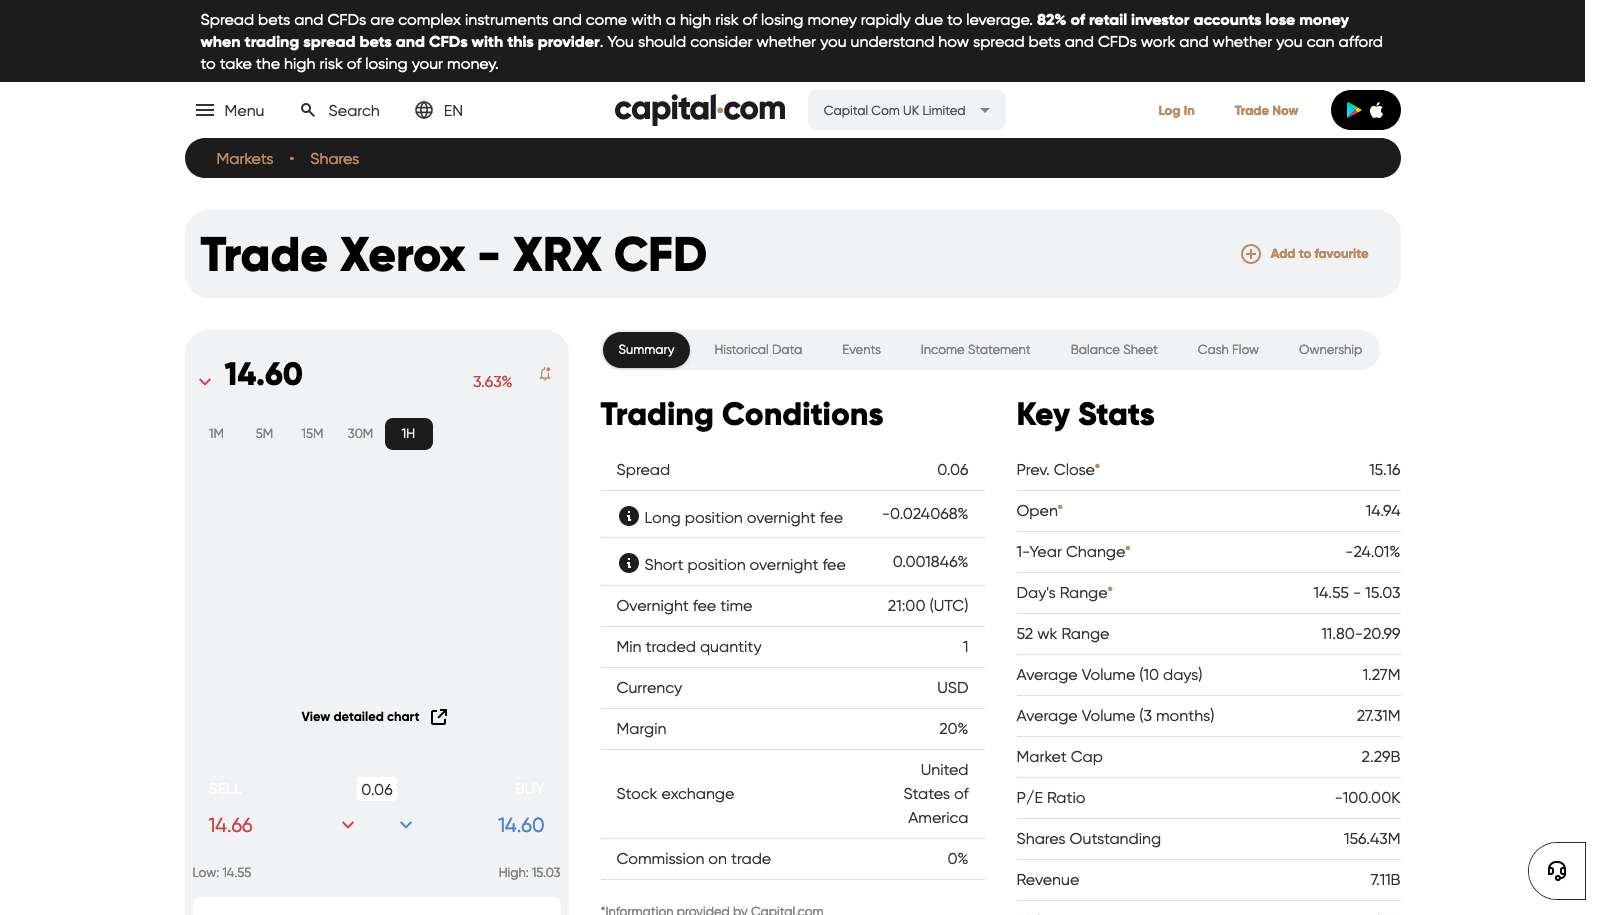 Spread bets and CFDs are complex instruments and come with a high risk of losing money rapidly due to leverage. 82% of retail investor accounts lose money
when trading spread bets and CFDs with this provider. You should consider whether you understand how spread bets and CFDs work and whether you can afford
to take the high risk of losing your money.
Menu Search EN capital.com Capital Com UK Limited Log In Trade Now
Markets • Shares
Trade Xerox - XRX CFD
Add to favourite
14.60
3.63%
1M 5M 15M 30M 1H
View detailed chart
SELL 0.06 BUY
14.66 14.60
Low: 14.55 High: 15.03
Summary Historical Data Events Income Statement Balance Sheet Cash Flow Ownership
Trading Conditions
Spread 0.06
Long position overnight fee -0.024068%
Short position overnight fee 0.001846%
Overnight fee time 21:00 (UTC)
Min traded quantity 1
Currency USD
Margin 20%
Stock exchange United
States of
America
Commission on trade 0%
*Information provided by Capital.com
Key Stats
Prev. Close* 15.16
Open* 14.94
1-Year Change* -24.01%
Day's Range* 14.55 - 15.03
52 wk Range 11.80-20.99
Average Volume (10 days) 1.27M
Average Volume (3 months) 27.31M
Market Cap 2.29B
P/E Ratio -100.00K
Shares Outstanding 156.43M
Revenue 7.11B